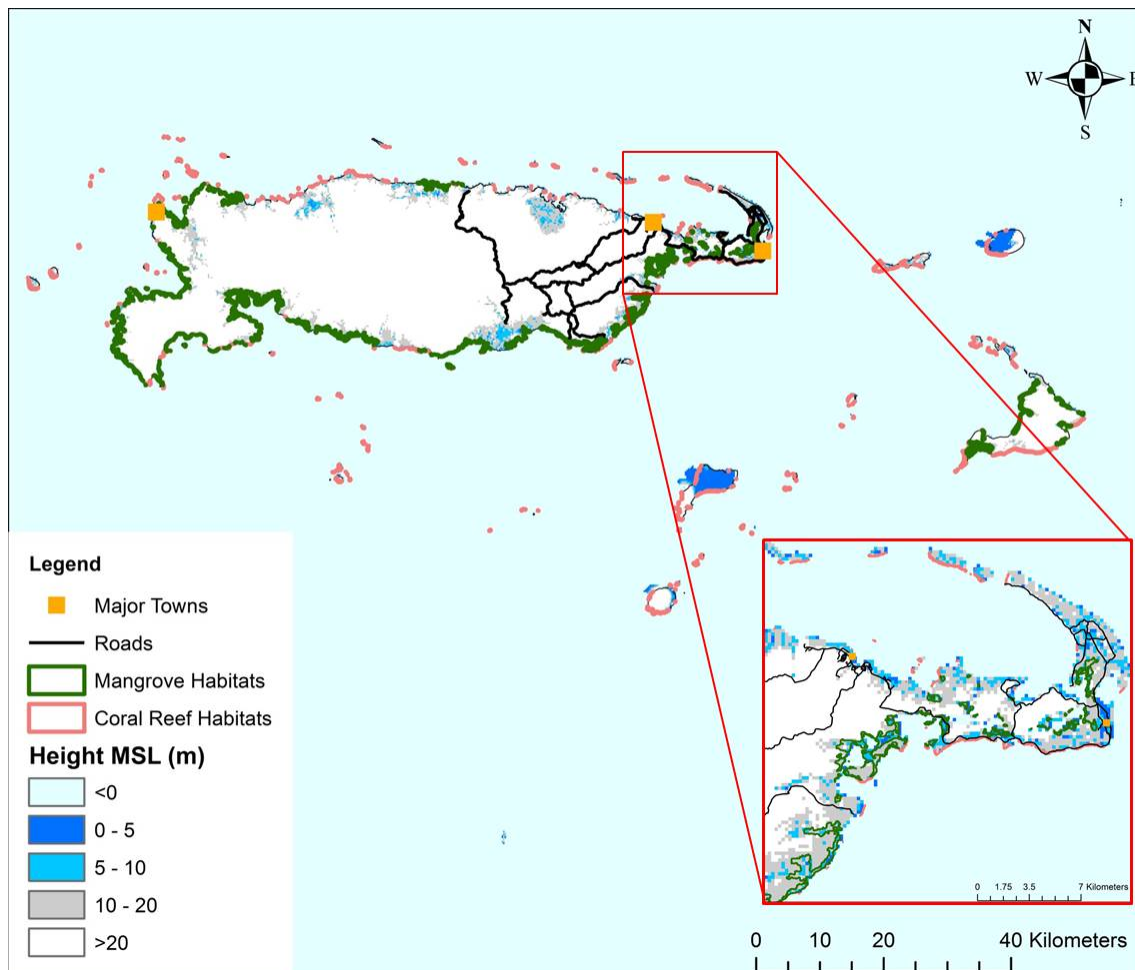 N
W
E
S
Legend
Major Towns
Roads
Mangrove Habitats
Coral Reef Habitats
Height MSL (m)
<0
0 - 5
5 - 10
10 - 20
>20
0 1.75 3.5 7 Kilometers
0 10 20 40 Kilometers